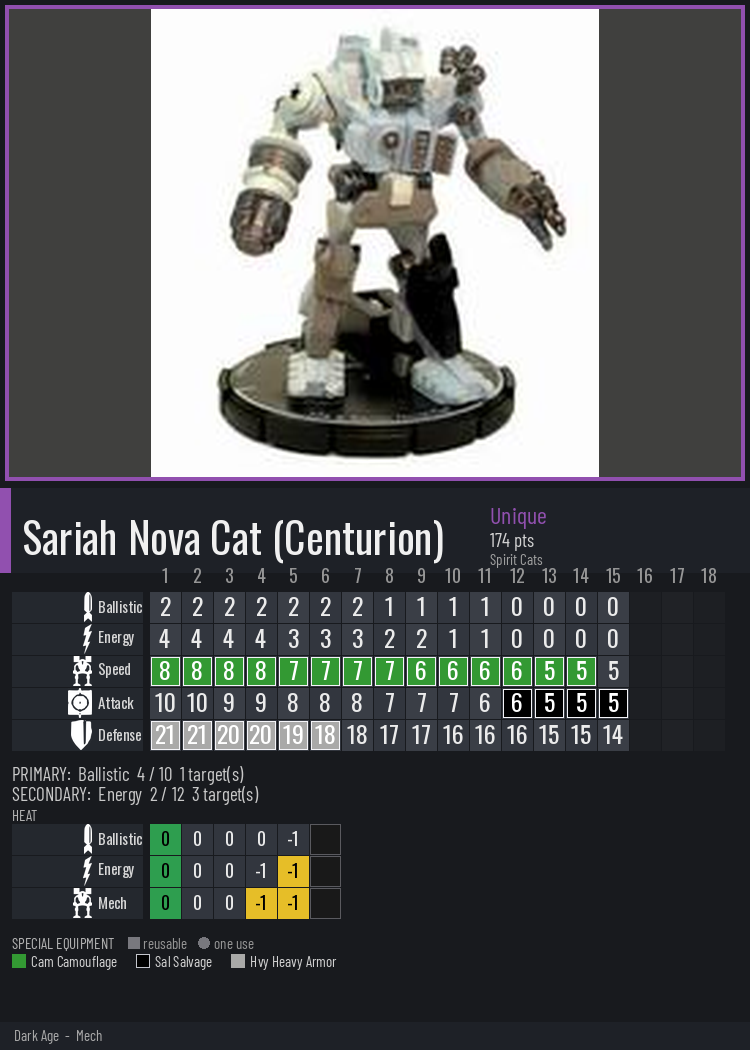 Sariah Nova Cat (Centurion)
Unique
174 pts
Spirit Cats
1 2 3 4 5 6 7 8 9 10 11 12 13 14 15 16 17 18
Ballistic 2 2 2 2 2 2 2 1 1 1 1 0 0 0 0
Energy 4 4 4 4 3 3 3 2 2 1 1 0 0 0 0
Speed 8 8 8 8 7 7 7 7 6 6 6 6 5 5 5
Attack 10 10 9 9 8 8 8 7 7 7 6 6 5 5 5
Defense 21 21 20 20 19 18 18 17 17 16 16 16 15 15 14
PRIMARY: Ballistic 4 / 10 1 target(s)
SECONDARY: Energy 2 / 12 3 target(s)
HEAT
Ballistic 0 0 0 0 -1
Energy 0 0 0 -1 -1
Mech 0 0 0 -1 -1
SPECIAL EQUIPMENT reusable one use
Cam Camouflage Sal Salvage Hvy Heavy Armor
Dark Age - Mech